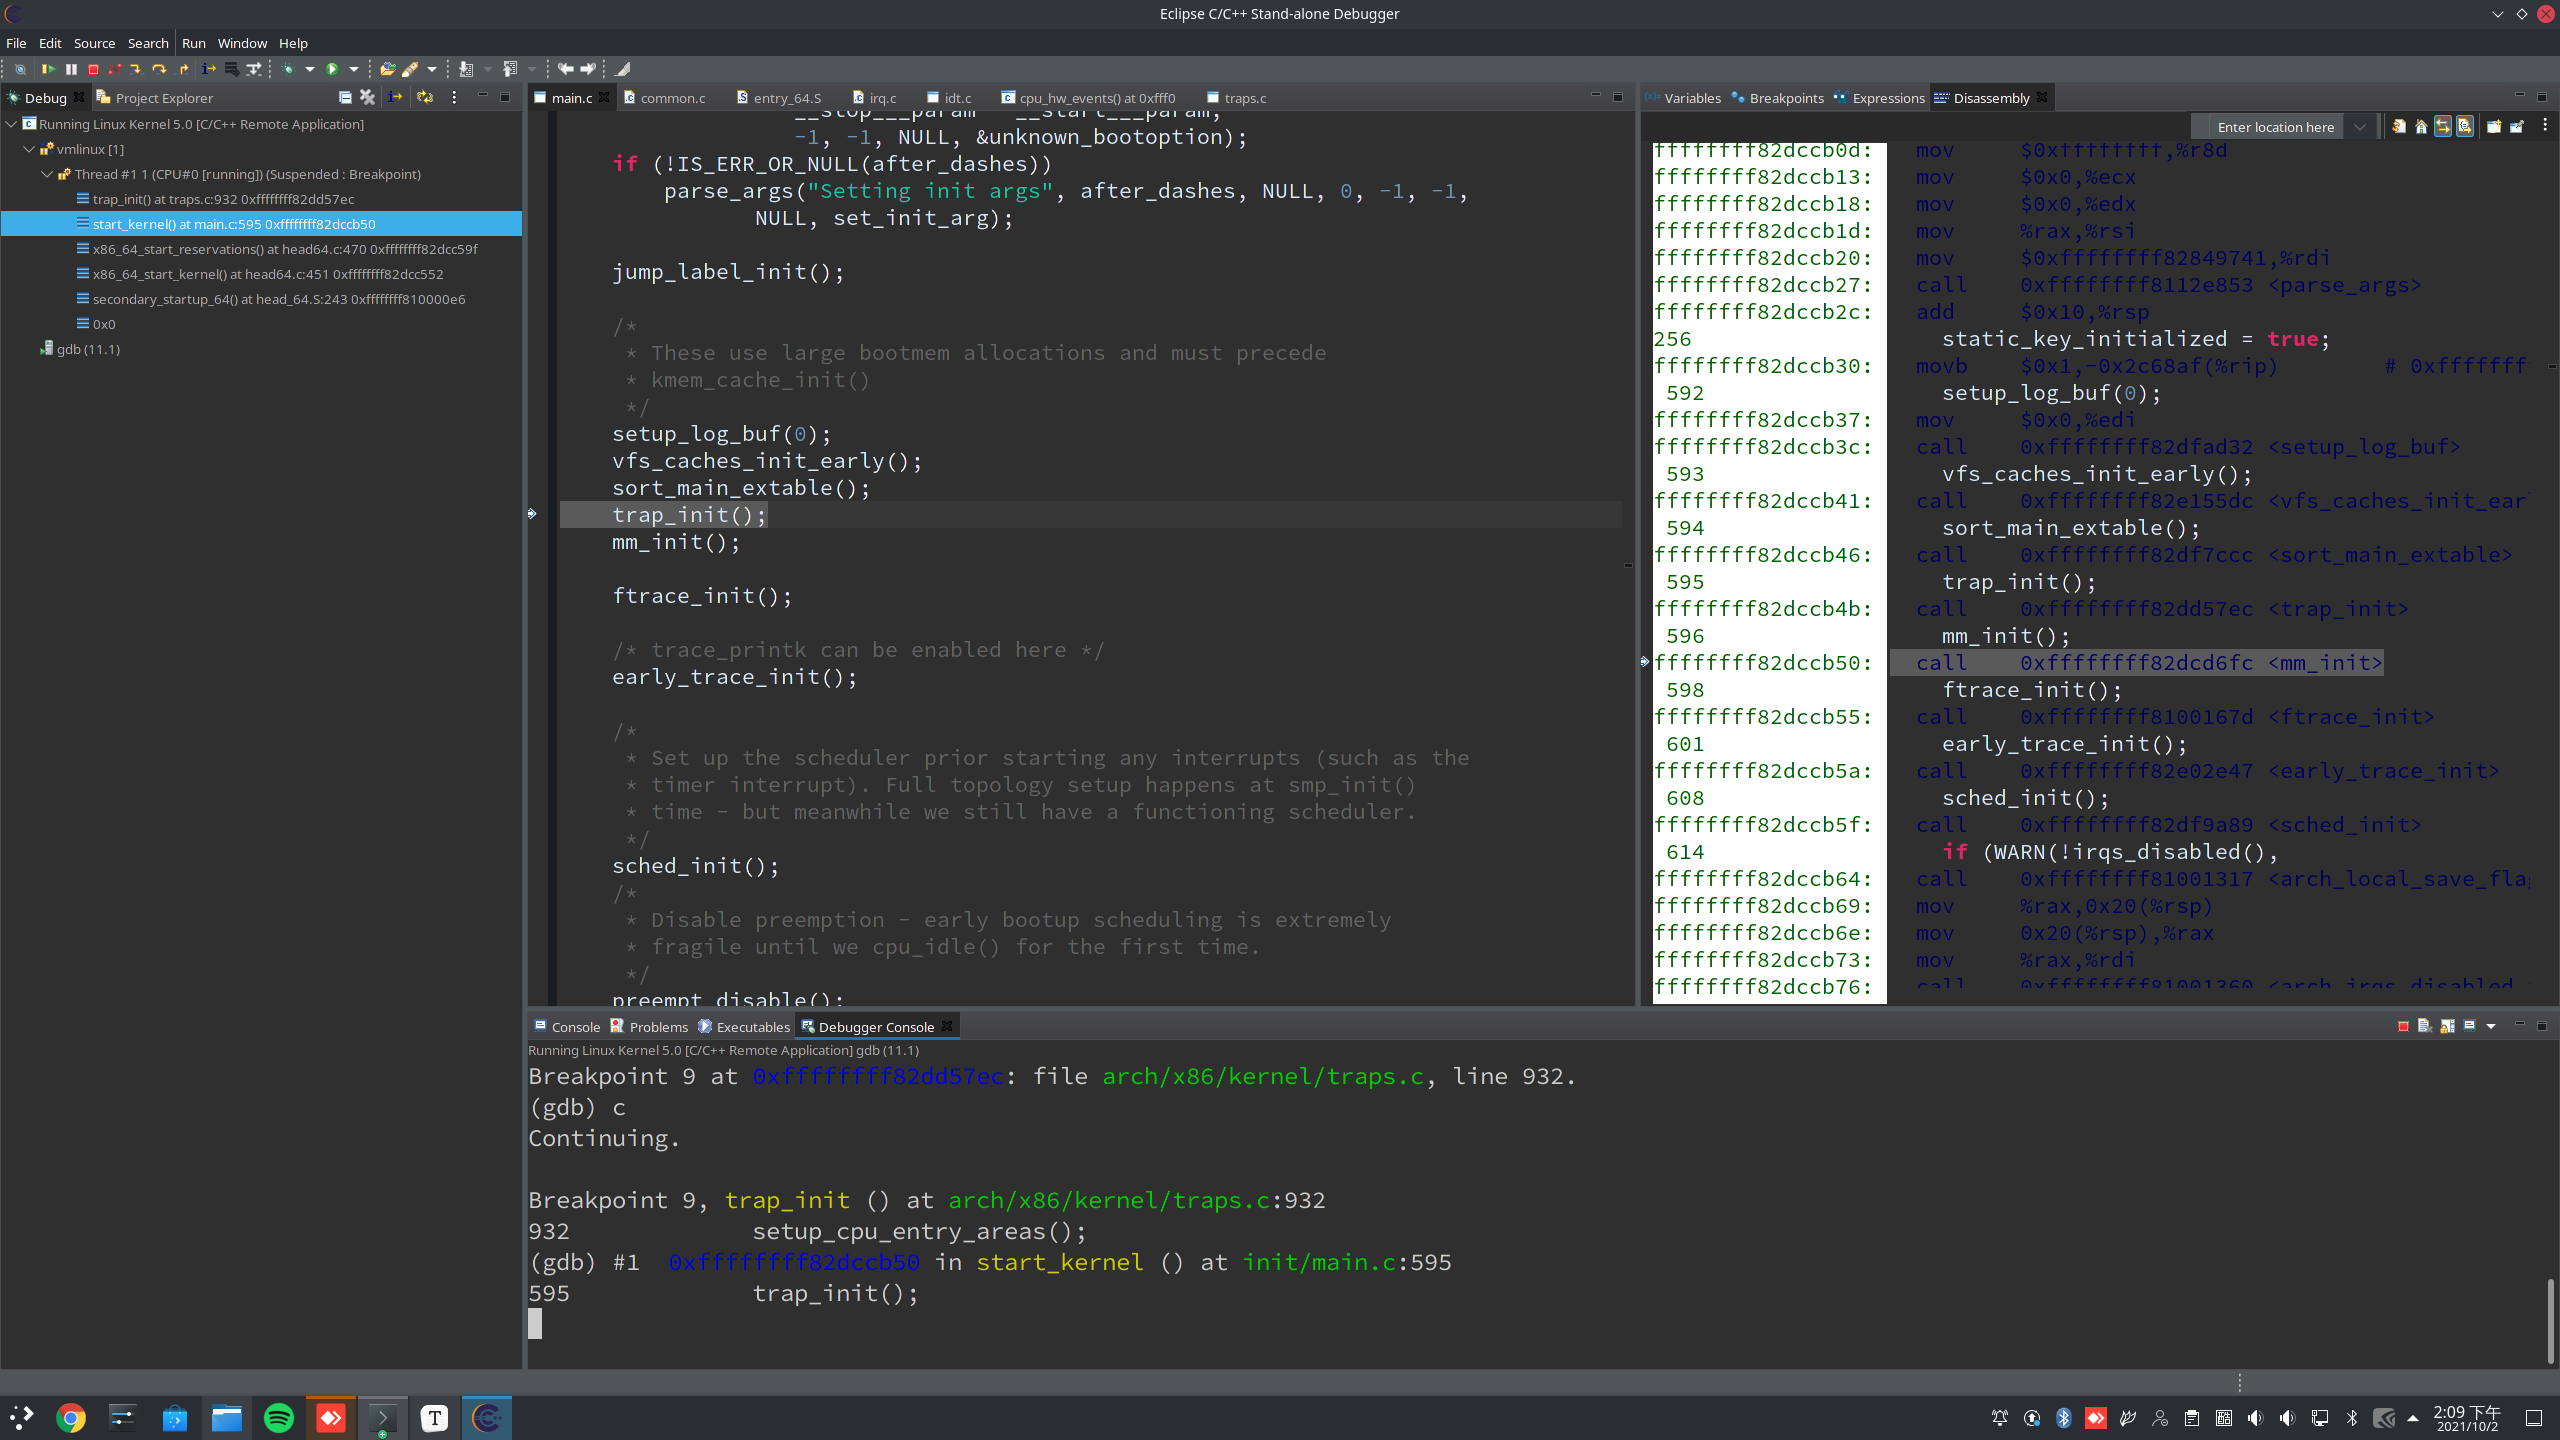 Eclipse C/C++ Stand-alone Debugger
File Edit Source Search Run Window Help
Debug Project Explorer
Running Linux Kernel 5.0 [C/C++ Remote Application]
vmlinux [1]
Thread #1 1 (CPU#0 [running]) (Suspended : Breakpoint)
trap_init() at traps.c:932 0xffffffff82dd57ec
start_kernel() at main.c:595 0xffffffff82dccb50
x86_64_start_reservations() at head64.c:470 0xffffffff82dcc59f
x86_64_start_kernel() at head64.c:451 0xffffffff82dcc552
secondary_startup_64() at head_64.S:243 0xffffffff810000e6
0x0
gdb (11.1)
main.c common.c entry_64.S irq.c idt.c cpu_hw_events() at 0xfff0 traps.c
__stop___param - __start___param,
-1, -1, NULL, &unknown_bootoption);
if (!IS_ERR_OR_NULL(after_dashes))
parse_args("Setting init args", after_dashes, NULL, 0, -1, -1,
NULL, set_init_arg);
jump_label_init();
/*
* These use large bootmem allocations and must precede
* kmem_cache_init()
*/
setup_log_buf(0);
vfs_caches_init_early();
sort_main_extable();
trap_init();
mm_init();
ftrace_init();
/* trace_printk can be enabled here */
early_trace_init();
/*
* Set up the scheduler prior starting any interrupts (such as the
* timer interrupt). Full topology setup happens at smp_init()
* time - but meanwhile we still have a functioning scheduler.
*/
sched_init();
/*
* Disable preemption - early bootup scheduling is extremely
* fragile until we cpu_idle() for the first time.
*/
preempt_disable();
Variables Breakpoints Expressions Disassembly
Enter location here
ffffffff82dccb0d: mov $0xffffffff,%r8d
ffffffff82dccb13: mov $0x0,%ecx
ffffffff82dccb18: mov $0x0,%edx
ffffffff82dccb1d: mov %rax,%rsi
ffffffff82dccb20: mov $0xffffffff82849741,%rdi
ffffffff82dccb27: call 0xffffffff8112e853 <parse_args>
ffffffff82dccb2c: add $0x10,%rsp
256 static_key_initialized = true;
ffffffff82dccb30: movb $0x1,-0x2c68af(%rip) # 0xfffffff
592 setup_log_buf(0);
ffffffff82dccb37: mov $0x0,%edi
ffffffff82dccb3c: call 0xffffffff82dfad32 <setup_log_buf>
593 vfs_caches_init_early();
ffffffff82dccb41: call 0xffffffff82e155dc <vfs_caches_init_ear
594 sort_main_extable();
ffffffff82dccb46: call 0xffffffff82df7ccc <sort_main_extable>
595 trap_init();
ffffffff82dccb4b: call 0xffffffff82dd57ec <trap_init>
596 mm_init();
ffffffff82dccb50: call 0xffffffff82dcd6fc <mm_init>
598 ftrace_init();
ffffffff82dccb55: call 0xffffffff8100167d <ftrace_init>
601 early_trace_init();
ffffffff82dccb5a: call 0xffffffff82e02e47 <early_trace_init>
608 sched_init();
ffffffff82dccb5f: call 0xffffffff82df9a89 <sched_init>
614 if (WARN(!irqs_disabled(),
ffffffff82dccb64: call 0xffffffff81001317 <arch_local_save_fla
ffffffff82dccb69: mov %rax,0x20(%rsp)
ffffffff82dccb6e: mov 0x20(%rsp),%rax
ffffffff82dccb73: mov %rax,%rdi
ffffffff82dccb76: call 0xffffffff81001360 <arch_irqs_disabled
Console Problems Executables Debugger Console
Running Linux Kernel 5.0 [C/C++ Remote Application] gdb (11.1)
Breakpoint 9 at 0xffffffff82dd57ec: file arch/x86/kernel/traps.c, line 932.
(gdb) c
Continuing.
Breakpoint 9, trap_init () at arch/x86/kernel/traps.c:932
932 setup_cpu_entry_areas();
(gdb) #1 0xffffffff82dccb50 in start_kernel () at init/main.c:595
595 trap_init();
2:09 下午
2021/10/2